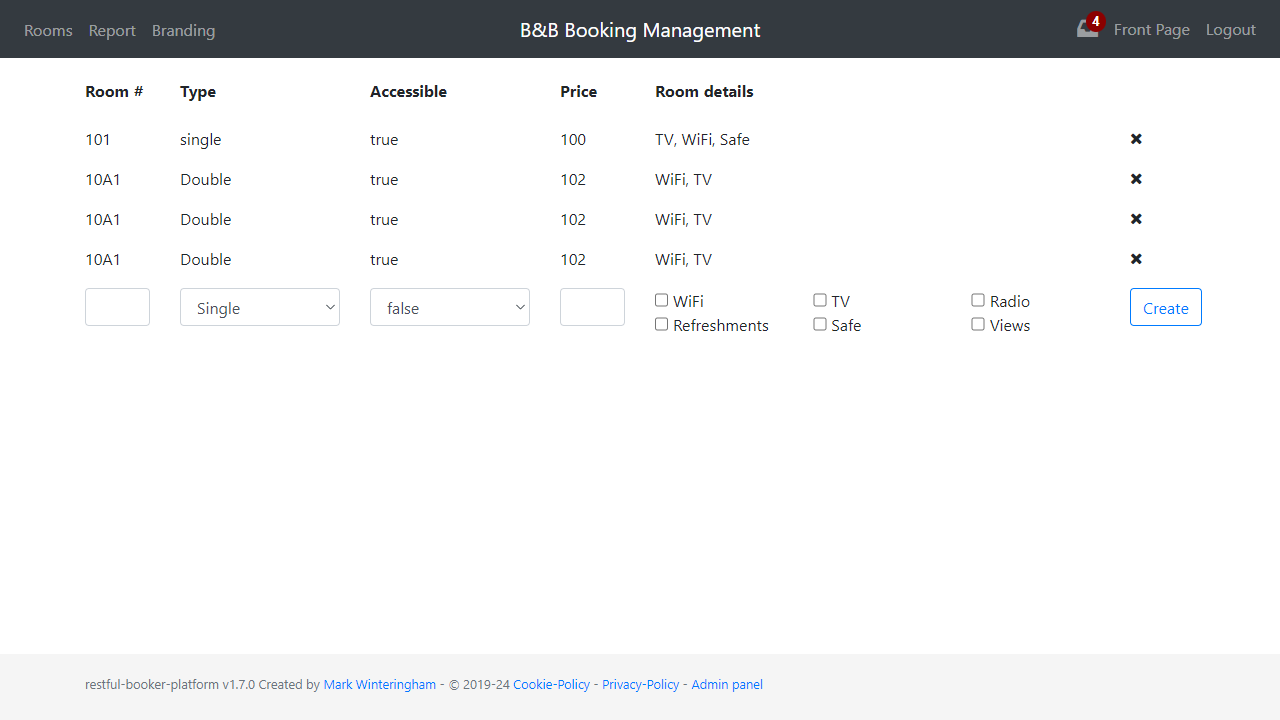 Rooms Report Branding B&B Booking Management 4 Front Page Logout
Room # Type Accessible Price Room details
101 single true 100 TV, WiFi, Safe
10A1 Double true 102 WiFi, TV
10A1 Double true 102 WiFi, TV
10A1 Double true 102 WiFi, TV
Single false WiFi TV Radio Create
Refreshments Safe Views
restful-booker-platform v1.7.0 Created by Mark Winteringham - © 2019-24 Cookie-Policy - Privacy-Policy - Admin panel